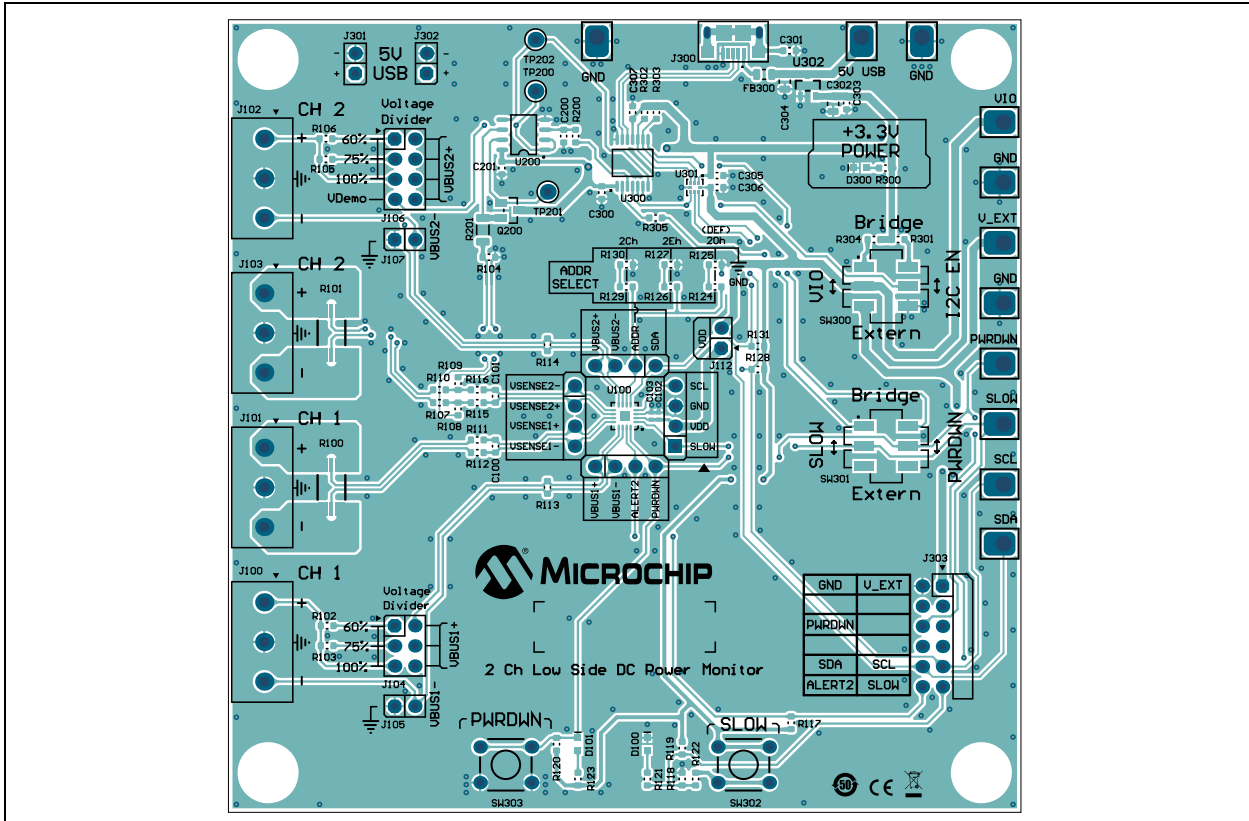 J301
J302
5V
USB
-
+
-
+
TP202
TP200
GND
J300
C301
U302
FB300
5V USB
GND
C302
C303
C304
C307
R302
R303
VIO
J102
CH 2
Voltage
Divider
R106
60%
R105
75%
100%
VDemo
VBUS2+
J106
VBUS2-
J107
C200
R200
U200
C201
U300
C300
TP201
U301
C305
C306
+3.3V
POWER
D300 R300
GND
R201
Q200
R104
R305
(DEF)
2Ch
2Eh
20h
R130
R127
R125
ADDR
SELECT
R129
R126
R124
GND
V_EXT
Bridge
R304
R301
VIO
I2C EN
SW300
Extern
GND
J103
CH 2
+
R101
-
VBUS2+
VBUS2-
ADDR
SDA
VDD
J112
R131
R128
PWRDWN
R114
R109
R110
R116
C101
R107
R115
R108
VSENSE2-
VSENSE2+
VSENSE1+
VSENSE1-
U100
C103
C102
SCL
GND
VDD
SLOW
Bridge
SLOW
PWRDWN
SW301
Extern
SLOW
J101
CH 1
+
R100
-
R111
R112
C100
R113
VBUS1+
VBUS1-
ALERT2
PWRDWN
SCL
SDA
MICROCHIP
®
J303
GND V_EXT
PWRDWN
SDA SCL
ALERT2 SLOW
J100
CH 1
+
Voltage
Divider
R102
60%
R103
75%
100%
-
VBUS1+
J104
VBUS1-
J105
2 Ch Low Side DC Power Monitor
PWRDWN
SLOW
R117
R120
D101
R123
D100
R121
R119
R118
R122
SW303
SW302
50
CE